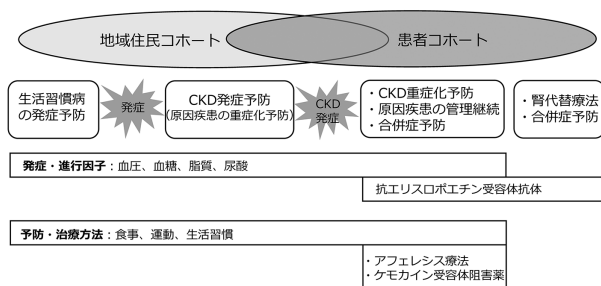 地域住民コホート
患者コホート
生活習慣病
の発症予防
発症
CKD発症予防
(原因疾患の重症化予防)
CKD
発症
・CKD重症化予防
・原因疾患の管理継続
・合併症予防
・腎代替療法
・合併症予防
発症・進行因子：血圧、血糖、脂質、尿酸
抗エリスロポエチン受容体抗体
予防・治療方法：食事、運動、生活習慣
・アフェレシス療法
・ケモカイン受容体阻害薬